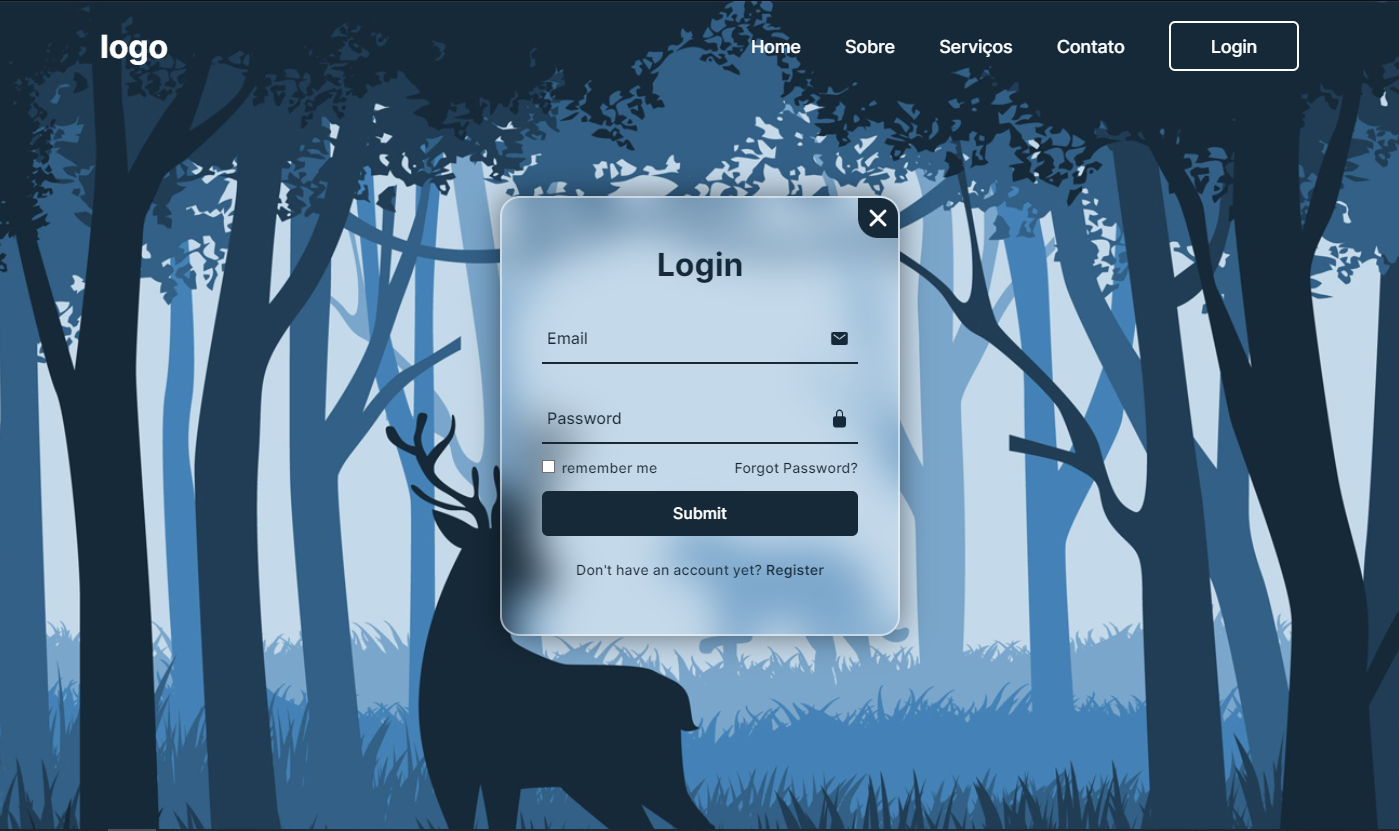 logo
Home Sobre Serviços Contato Login
Login
Email
Password
remember me Forgot Password?
Submit
Don't have an account yet? Register